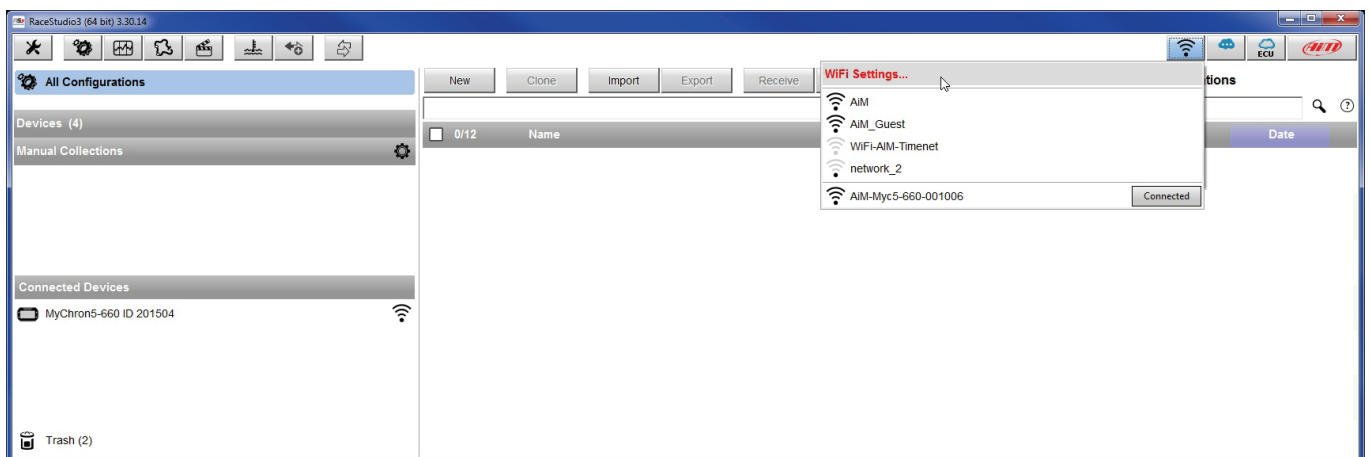 RaceStudio3 (64 bit) 3.30.14
ECU
AiM
All Configurations
New
Clone
Import
Export
Receive
WiFi Settings...
tions
AiM
AiM_Guest
WiFi-AIM-Timenet
network_2
AiM-Myc5-660-001006
Connected
Devices (4)
0/12
Name
Date
Manual Collections
Connected Devices
MyChron5-660 ID 201504
Trash (2)